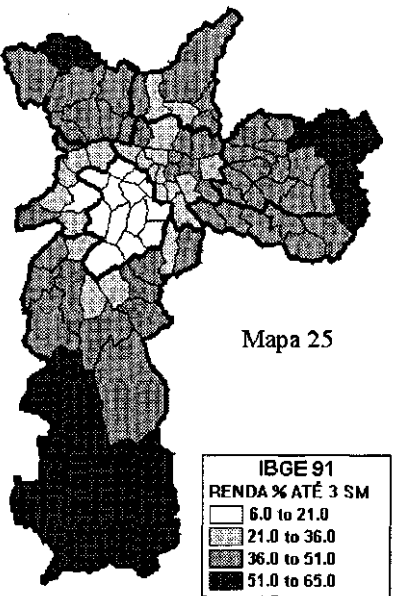 Mapa 25
IBGE 91
RENDA % ATÉ 3 SM
6.0 to 21.0
21.0 to 36.0
36.0 to 51.0
51.0 to 65.0